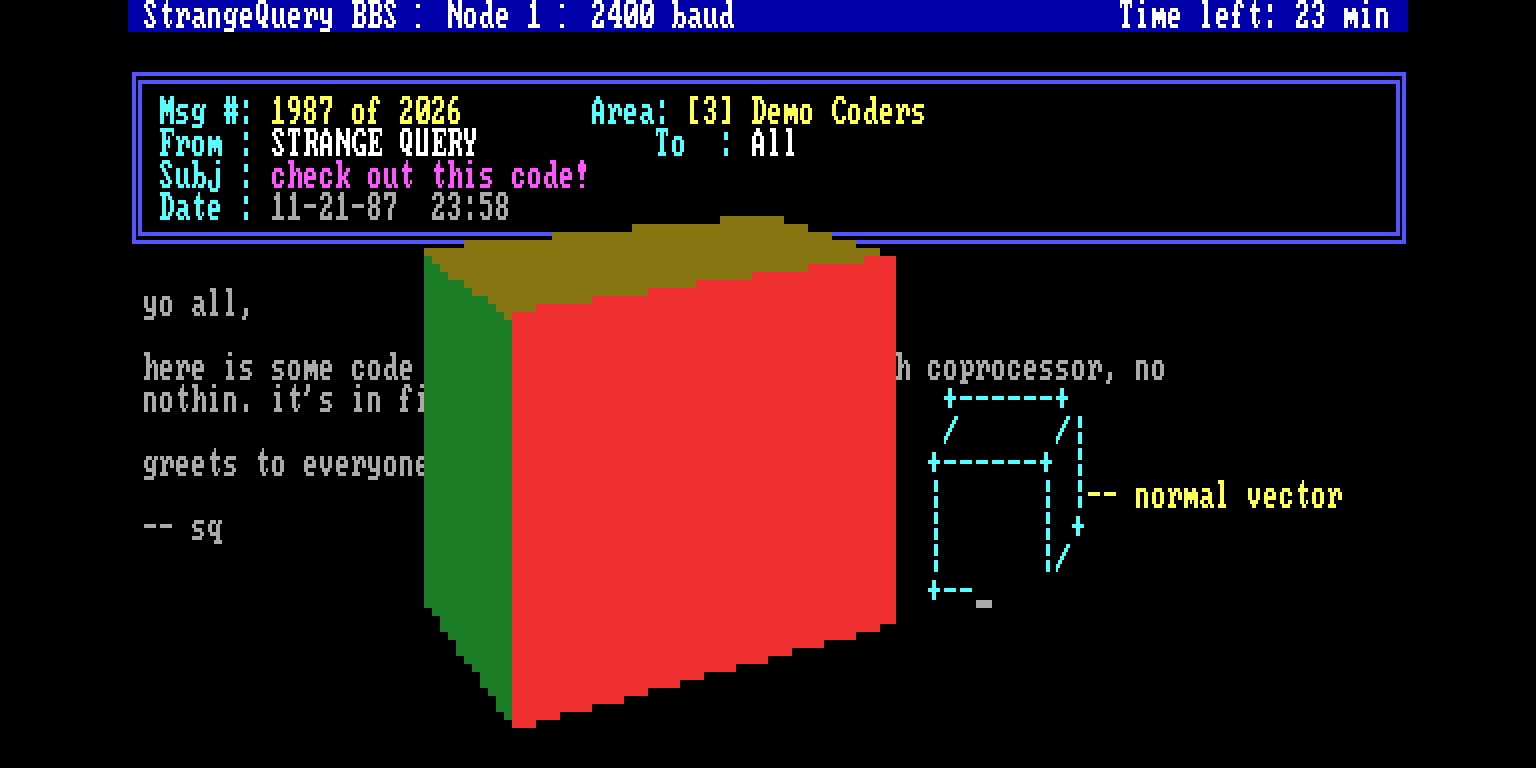 StrangeQuery BBS : Node 1 : 2400 baud Time left: 23 min
Msg #: 1987 of 2026 Area: [3] Demo Coders
From : STRANGE QUERY To : All
Subj : check out this code!
Date : 11-21-87 23:58
yo all,
here is some code coprocessor, no
nothin. it's in
greets to everyone
-- normal vector
-- sq